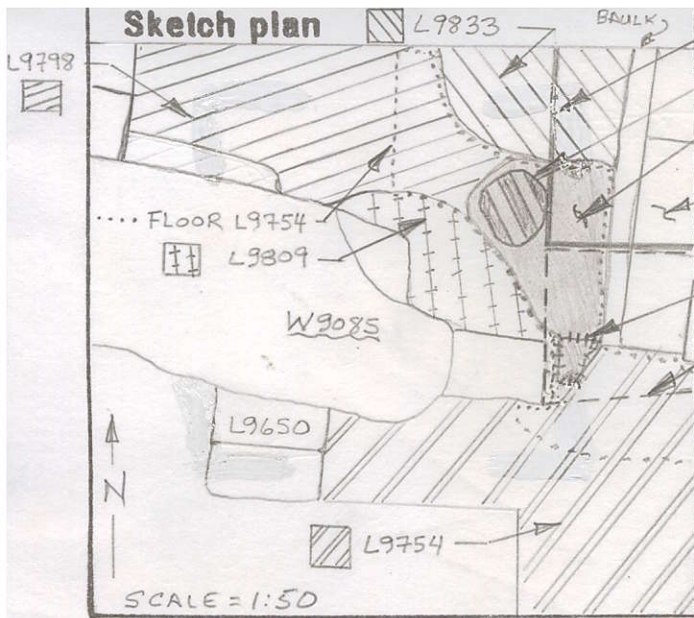 Sketch plan
L9833
BAULK
L9798
.... FLOOR L9754
L9809
W9085
L9650
N
L9754
SCALE = 1:50